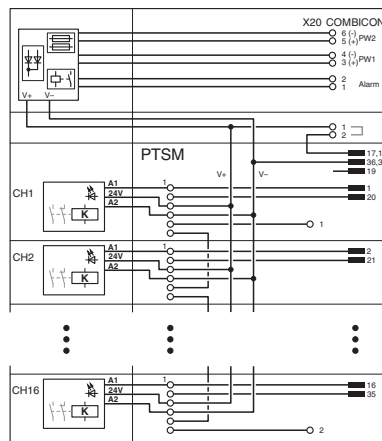 X20 COMBICON
6 (-)
5 (+) PW2
4 (-)
3 (+) PW1
2
1 Alarm
V+ V–
1
2
PTSM
17,1
36,3
19
V+ V–
CH1
A1
24V
A2
K
1
1
20
1
CH2
A1
24V
A2
K
1
2
21
CH16
A1
24V
A2
K
1
16
35
2